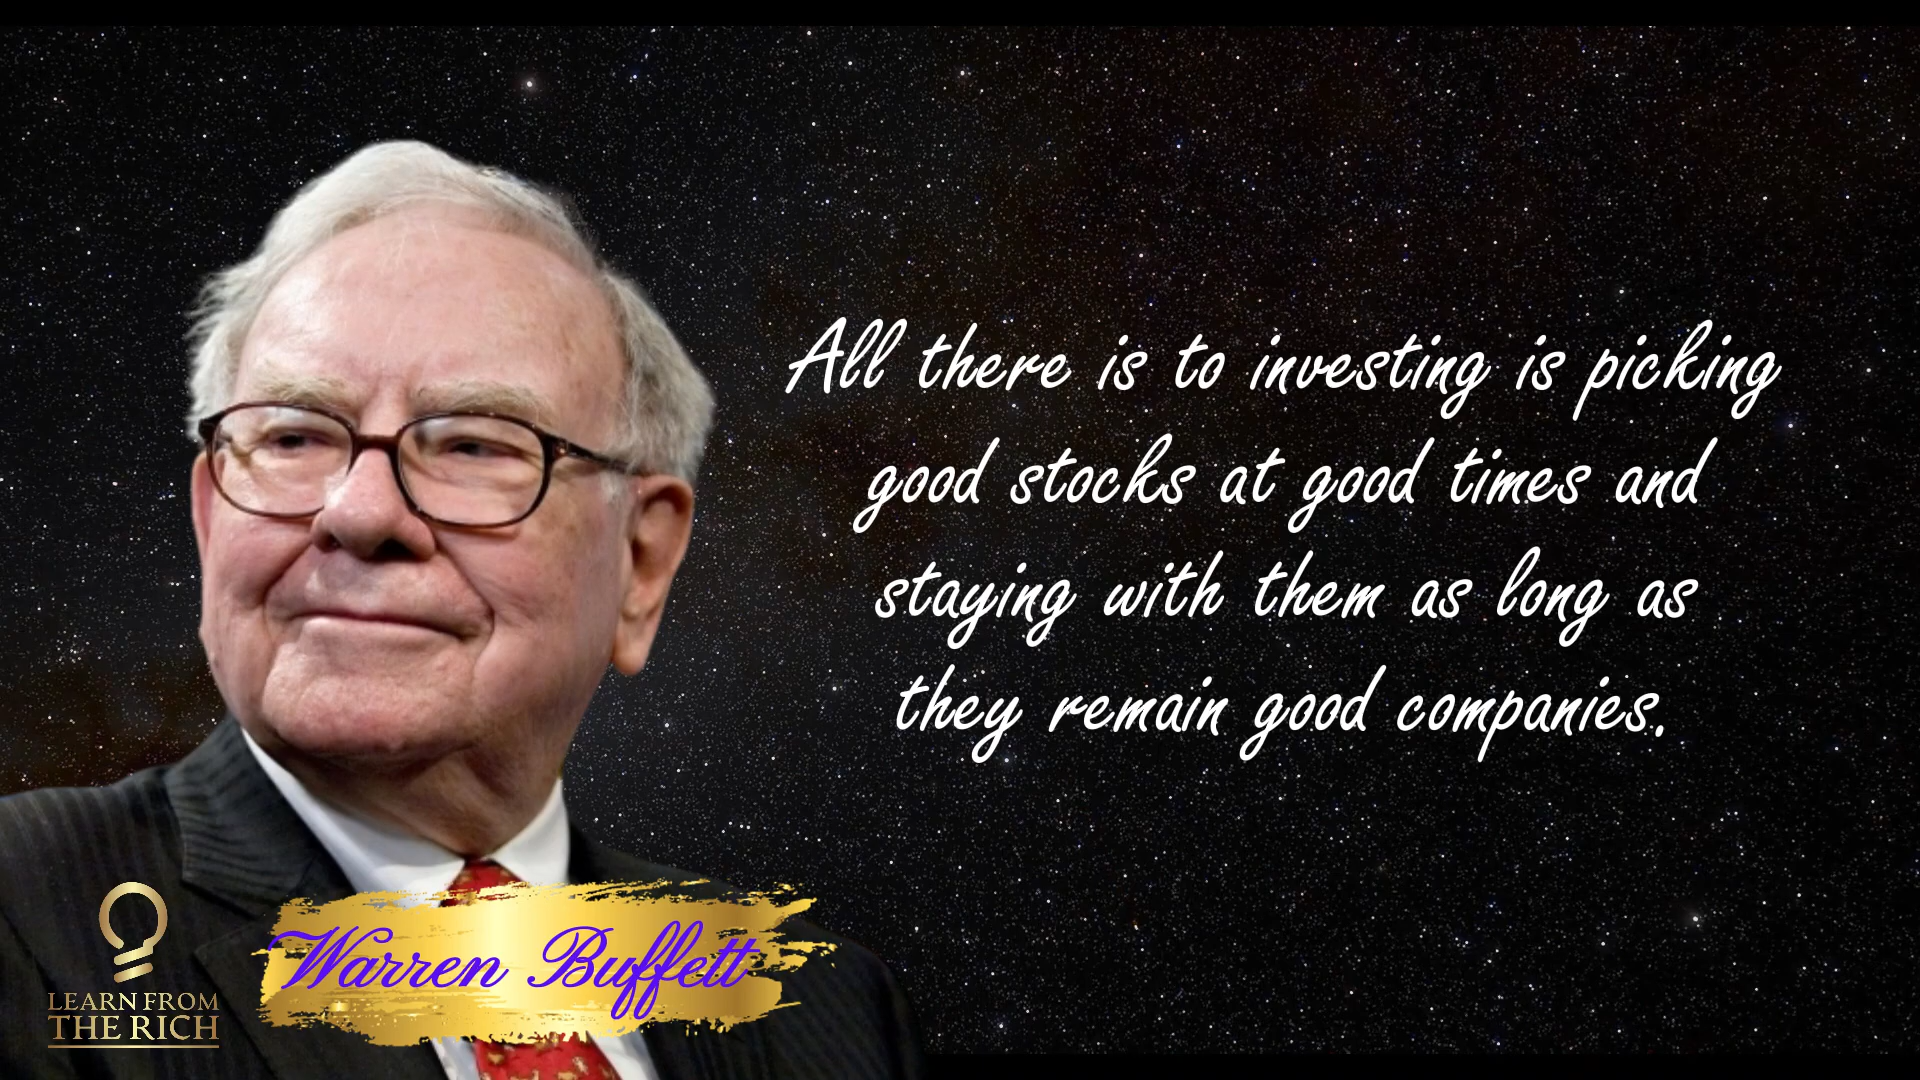 All there is to investing is picking
good stocks at good times and
staying with them as long as
they remain good companies.
Warren Buffett
LEARN FROM
THE RICH